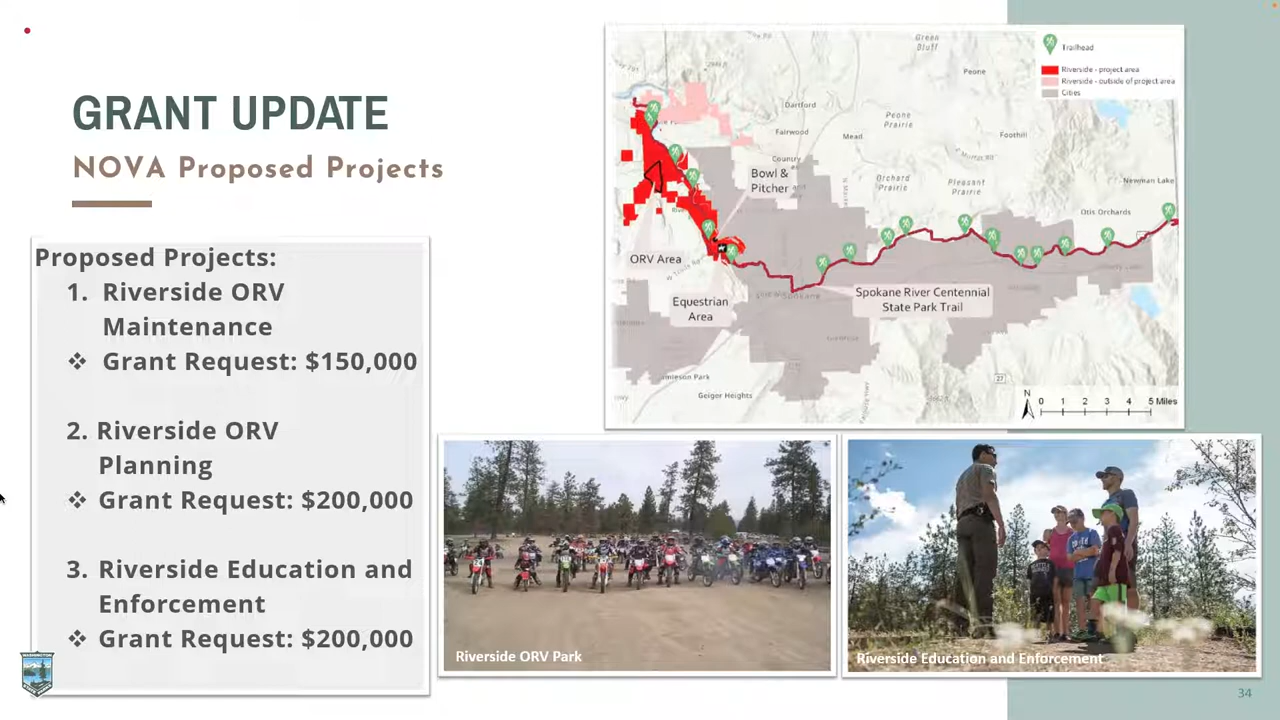 GRANT UPDATE
NOVA Proposed Projects
Proposed Projects:
1. Riverside ORV
Maintenance
❖ Grant Request: $150,000
2. Riverside ORV
Planning
❖ Grant Request: $200,000
3. Riverside Education and
Enforcement
❖ Grant Request: $200,000
Green
Bluff
Trailhead
Riverside - project area
Riverside - outside of project area
Cities
Peone
Dartford
Peone
Prairie
Fairwood
Mead
Foothill
Country
Bowl &
Pitcher
Orchard
Prairie
Pleasant
Prairie
Newman Lake
Otis Orchards
ORV Area
Equestrian
Area
Spokane
Spokane River Centennial
State Park Trail
27
Geiger Heights
N
0 1 2 3 4 5 Miles
Riverside ORV Park
Riverside Education and Enforcement
34